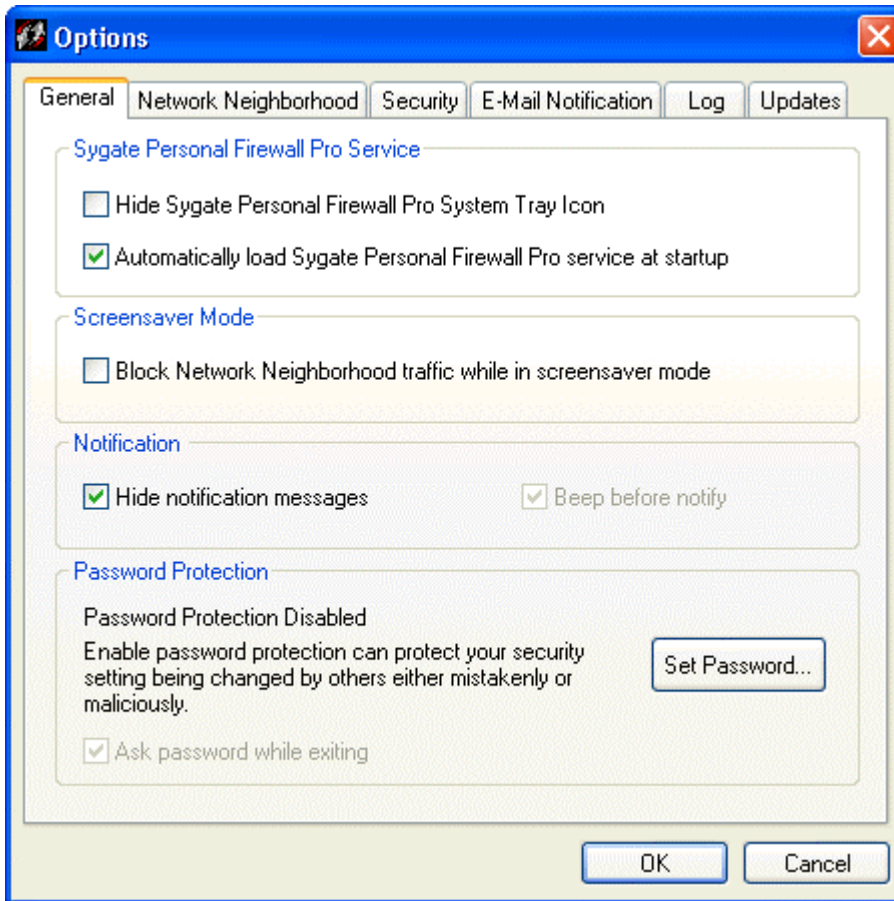 Options
General Network Neighborhood Security E-Mail Notification Log Updates
Sygate Personal Firewall Pro Service
Hide Sygate Personal Firewall Pro System Tray Icon
Automatically load Sygate Personal Firewall Pro service at startup
Screensaver Mode
Block Network Neighborhood traffic while in screensaver mode
Notification
Hide notification messages Beep before notify
Password Protection
Password Protection Disabled
Enable password protection can protect your security
setting being changed by others either mistakenly or
maliciously.
Set Password...
Ask password while exiting
OK Cancel